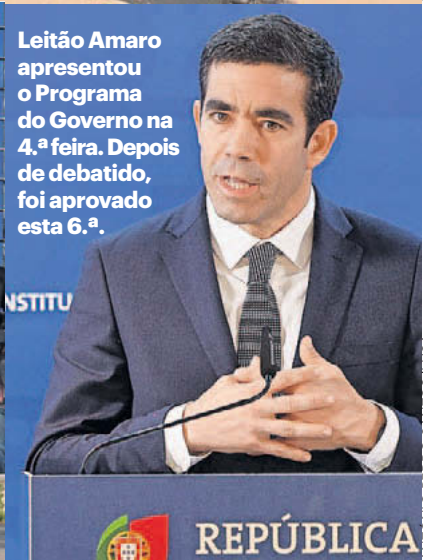 Leitão Amaro
apresentou
o Programa
do Governo na
4.ª feira. Depois
de debatido,
foi aprovado
esta 6.ª.
NSTITU
REPÚBLICA